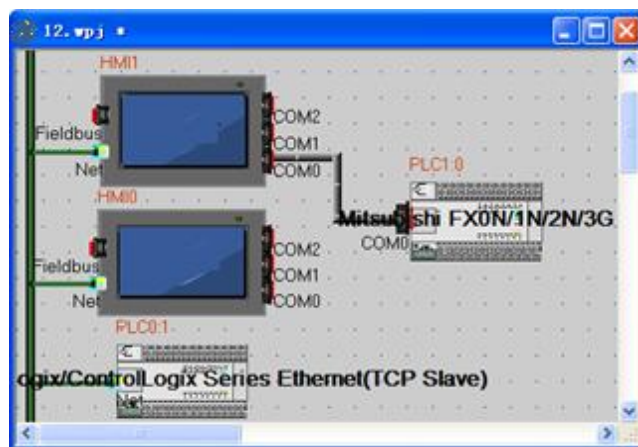 12.wpj *
HMI1
COM2
Fieldbus
COM1
Net
COM0
PLC1:0
Mitsubishi FX0N/1N/2N/3G
COM0
HMI0
COM2
Fieldbus
COM1
Net
COM0
PLC0:1
ogix/ControlLogix Series Ethernet(TCP Slave)
Net